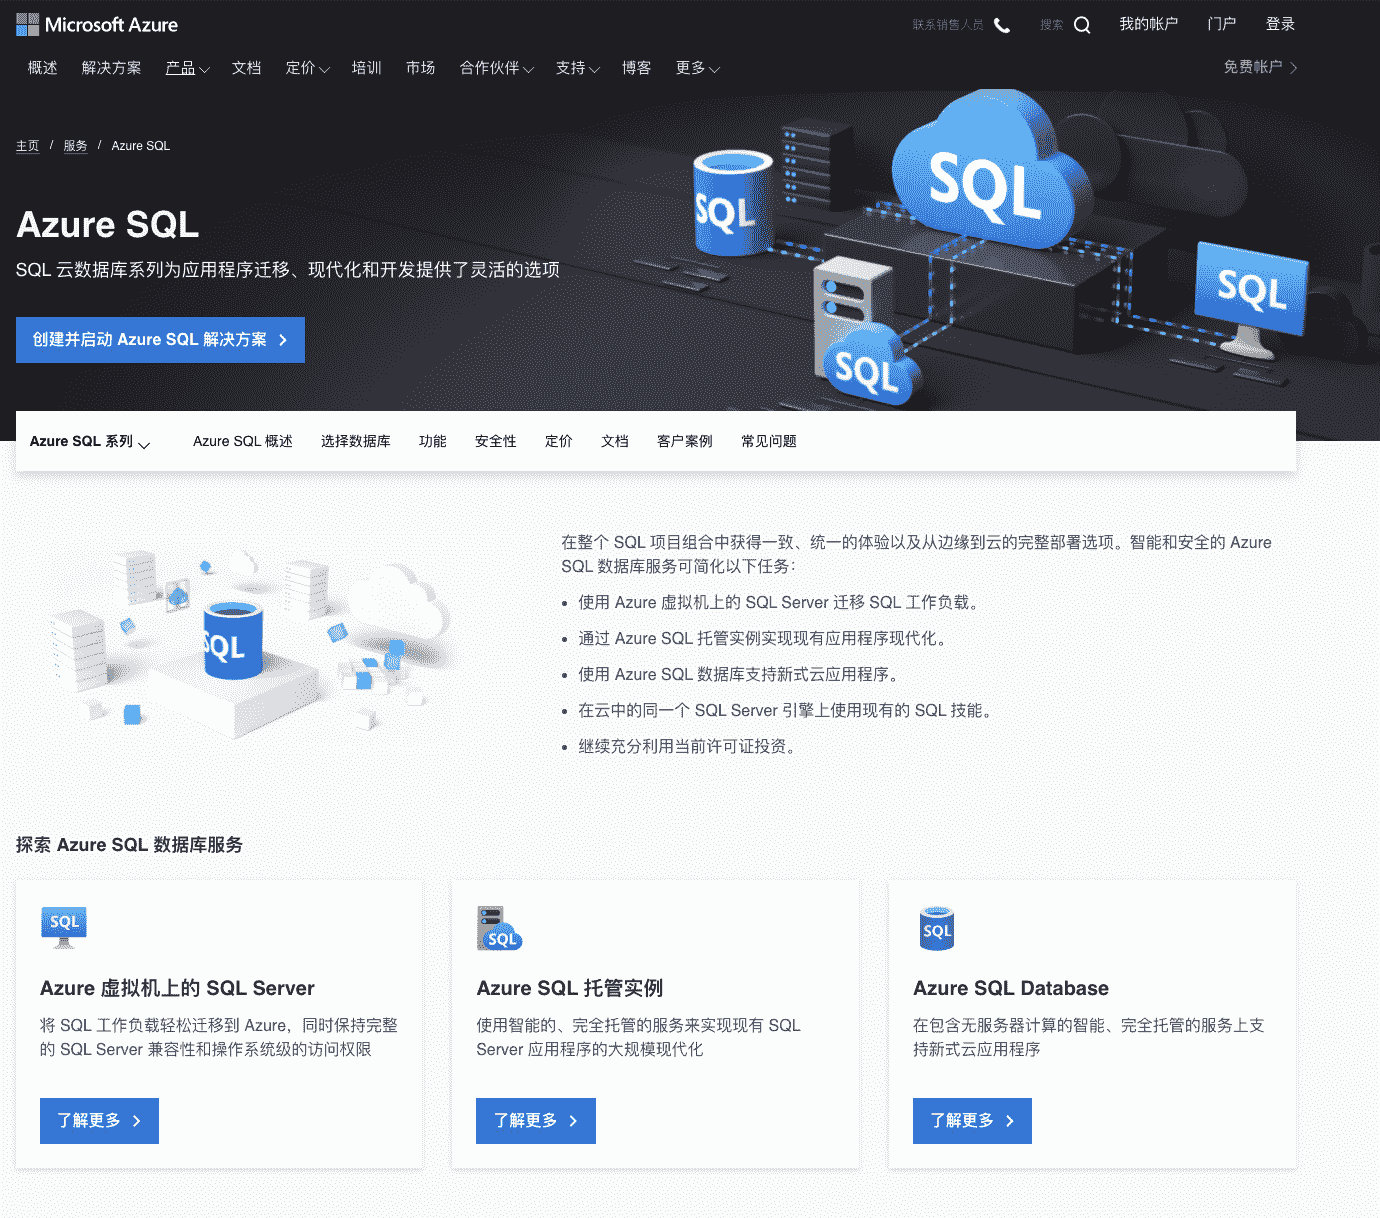 Microsoft Azure
联系销售人员
搜索
我的帐户
门户
登录
概述
解决方案
产品
文档
定价
培训
市场
合作伙伴
支持
博客
更多
免费帐户
主页 / 服务 / Azure SQL
Azure SQL
SQL 云数据库系列为应用程序迁移、现代化和开发提供了灵活的选项
创建并启动 Azure SQL 解决方案
SQL
SQL
SQL
SQL
Azure SQL 系列
Azure SQL 概述
选择数据库
功能
安全性
定价
文档
客户案例
常见问题
SQL
在整个 SQL 项目组合中获得一致、统一的体验以及从边缘到云的完整部署选项。智能和安全的 Azure
SQL 数据库服务可简化以下任务：
• 使用 Azure 虚拟机上的 SQL Server 迁移 SQL 工作负载。
• 通过 Azure SQL 托管实例实现现有应用程序现代化。
• 使用 Azure SQL 数据库支持新式云应用程序。
• 在云中的同一个 SQL Server 引擎上使用现有的 SQL 技能。
• 继续充分利用当前许可证投资。
探索 Azure SQL 数据库服务
SQL
Azure 虚拟机上的 SQL Server
将 SQL 工作负载轻松迁移到 Azure，同时保持完整
的 SQL Server 兼容性和操作系统级的访问权限
了解更多
SQL
Azure SQL 托管实例
使用智能的、完全托管的服务来实现现有 SQL
Server 应用程序的大规模现代化
了解更多
SQL
Azure SQL Database
在包含无服务器计算的智能、完全托管的服务上支
持新式云应用程序
了解更多